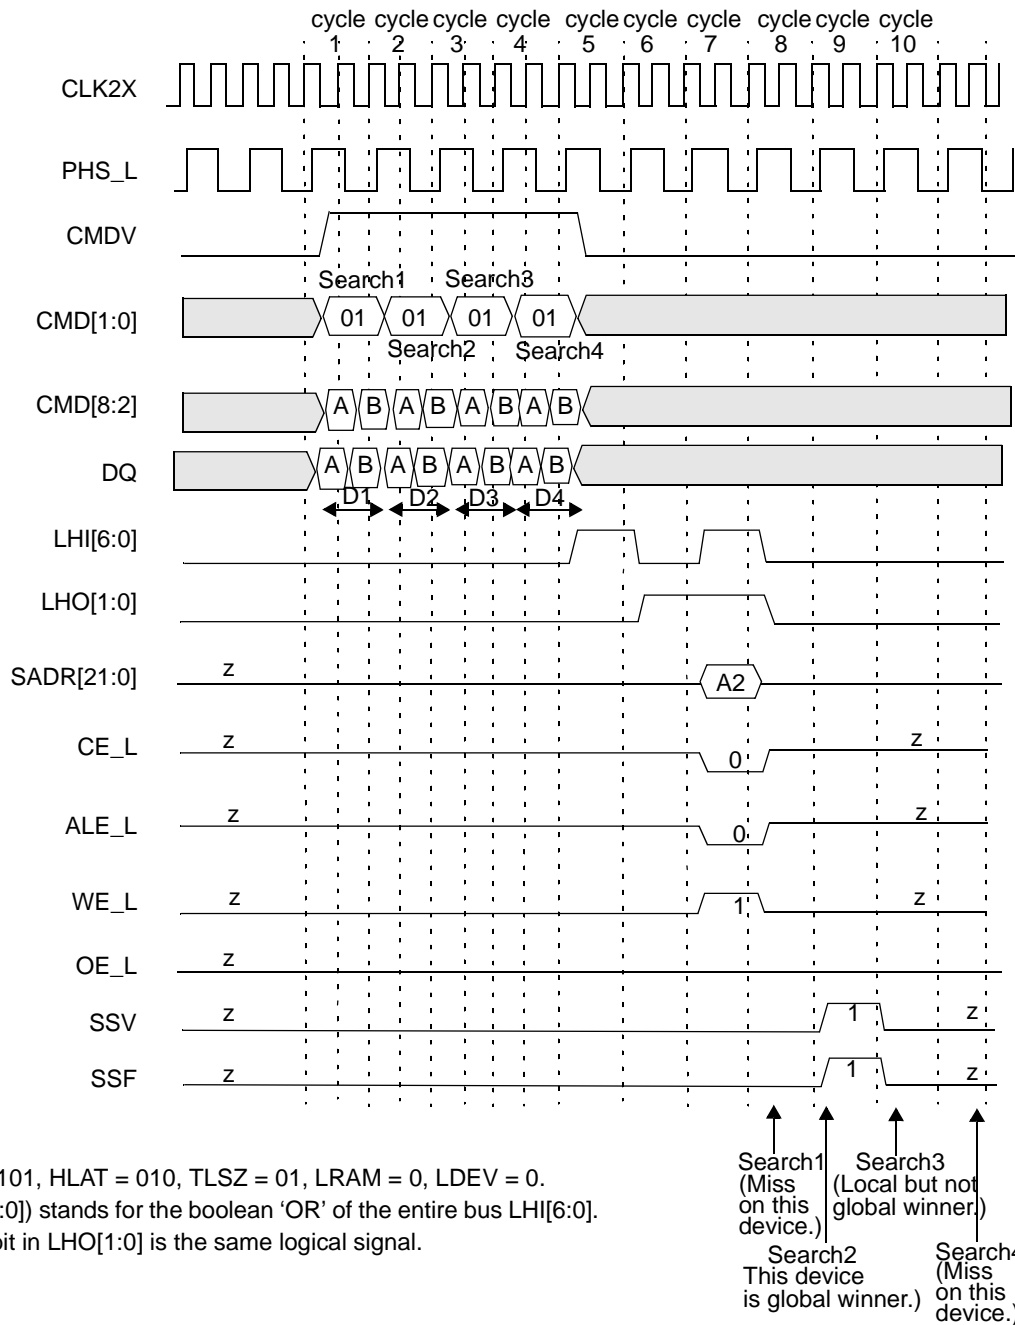 cycle cycle cycle cycle cycle cycle cycle cycle cycle cycle
1 2 3 4 5 6 7 8 9 10
CLK2X
PHS_L
CMDV
Search1 Search3
CMD[1:0] 01 01 01 01
Search2 Search4
CMD[8:2] A B A B A B A B
DQ A B A B A B A B
D1 D2 D3 D4
LHI[6:0]
LHO[1:0]
SADR[21:0] z A2
CE_L z 0 z
ALE_L z 0 z
WE_L z 1 z
OE_L z
SSV z 1 z
SSF z 1 z
Search1
(Miss
on this
device.)
Search3
(Local but not
global winner.)
Search2
This device
is global winner.)
Search4
(Miss
on this
device.)
101, HLAT = 010, TLSZ = 01, LRAM = 0, LDEV = 0.
:0]) stands for the boolean ‘OR’ of the entire bus LHI[6:0].
bit in LHO[1:0] is the same logical signal.